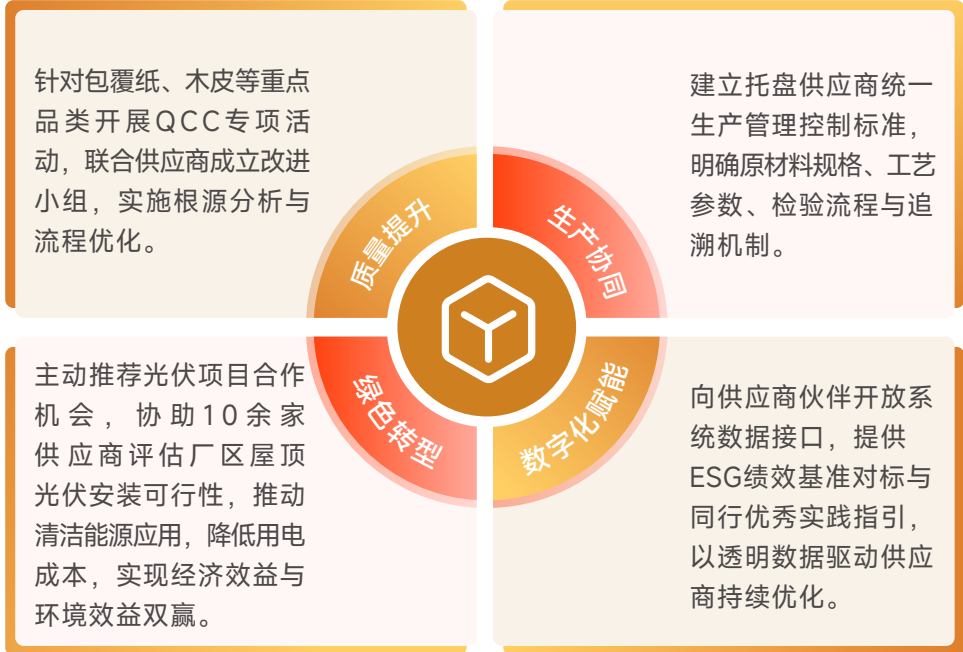 针对包覆纸、木皮等重点
品类开展QCC专项活
动，联合供应商成立改进
小组，实施根源分析与
流程优化。
质量提升
建立托盘供应商统一
生产管理控制标准，
明确原材料规格、工艺
参数、检验流程与追
溯机制。
生产协同
主动推荐光伏项目合作
机会，协助10余家
供应商评估厂区屋顶
光伏安装可行性，推动
清洁能源应用，降低用电
成本，实现经济效益与
环境效益双赢。
绿色转型
向供应商伙伴开放系
统数据接口，提供
ESG绩效基准对标与
同行优秀实践指引，
以透明数据驱动供应
商持续优化。
数字化赋能